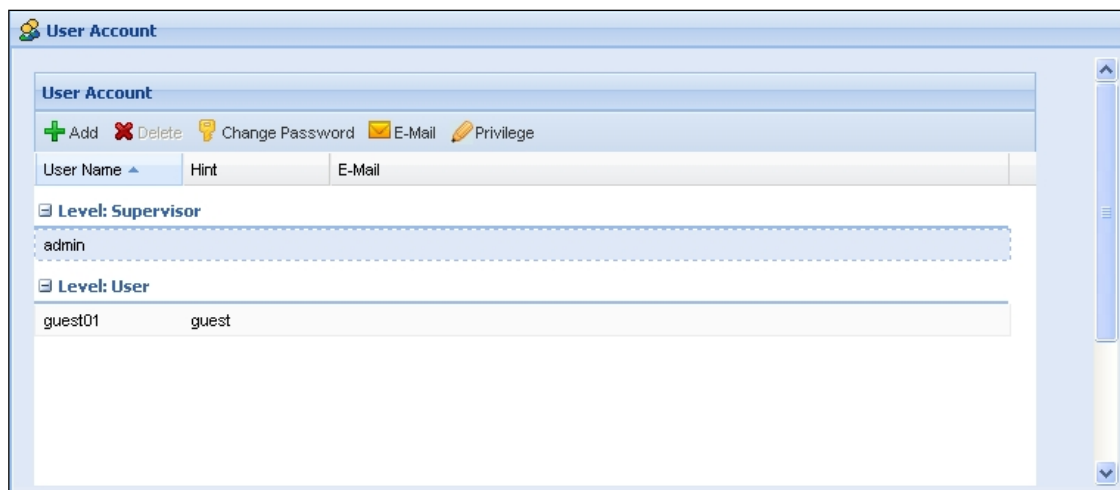 User Account
User Account
Add Delete Change Password E-Mail Privilege
User Name Hint E-Mail
Level: Supervisor
admin
Level: User
guest01 guest